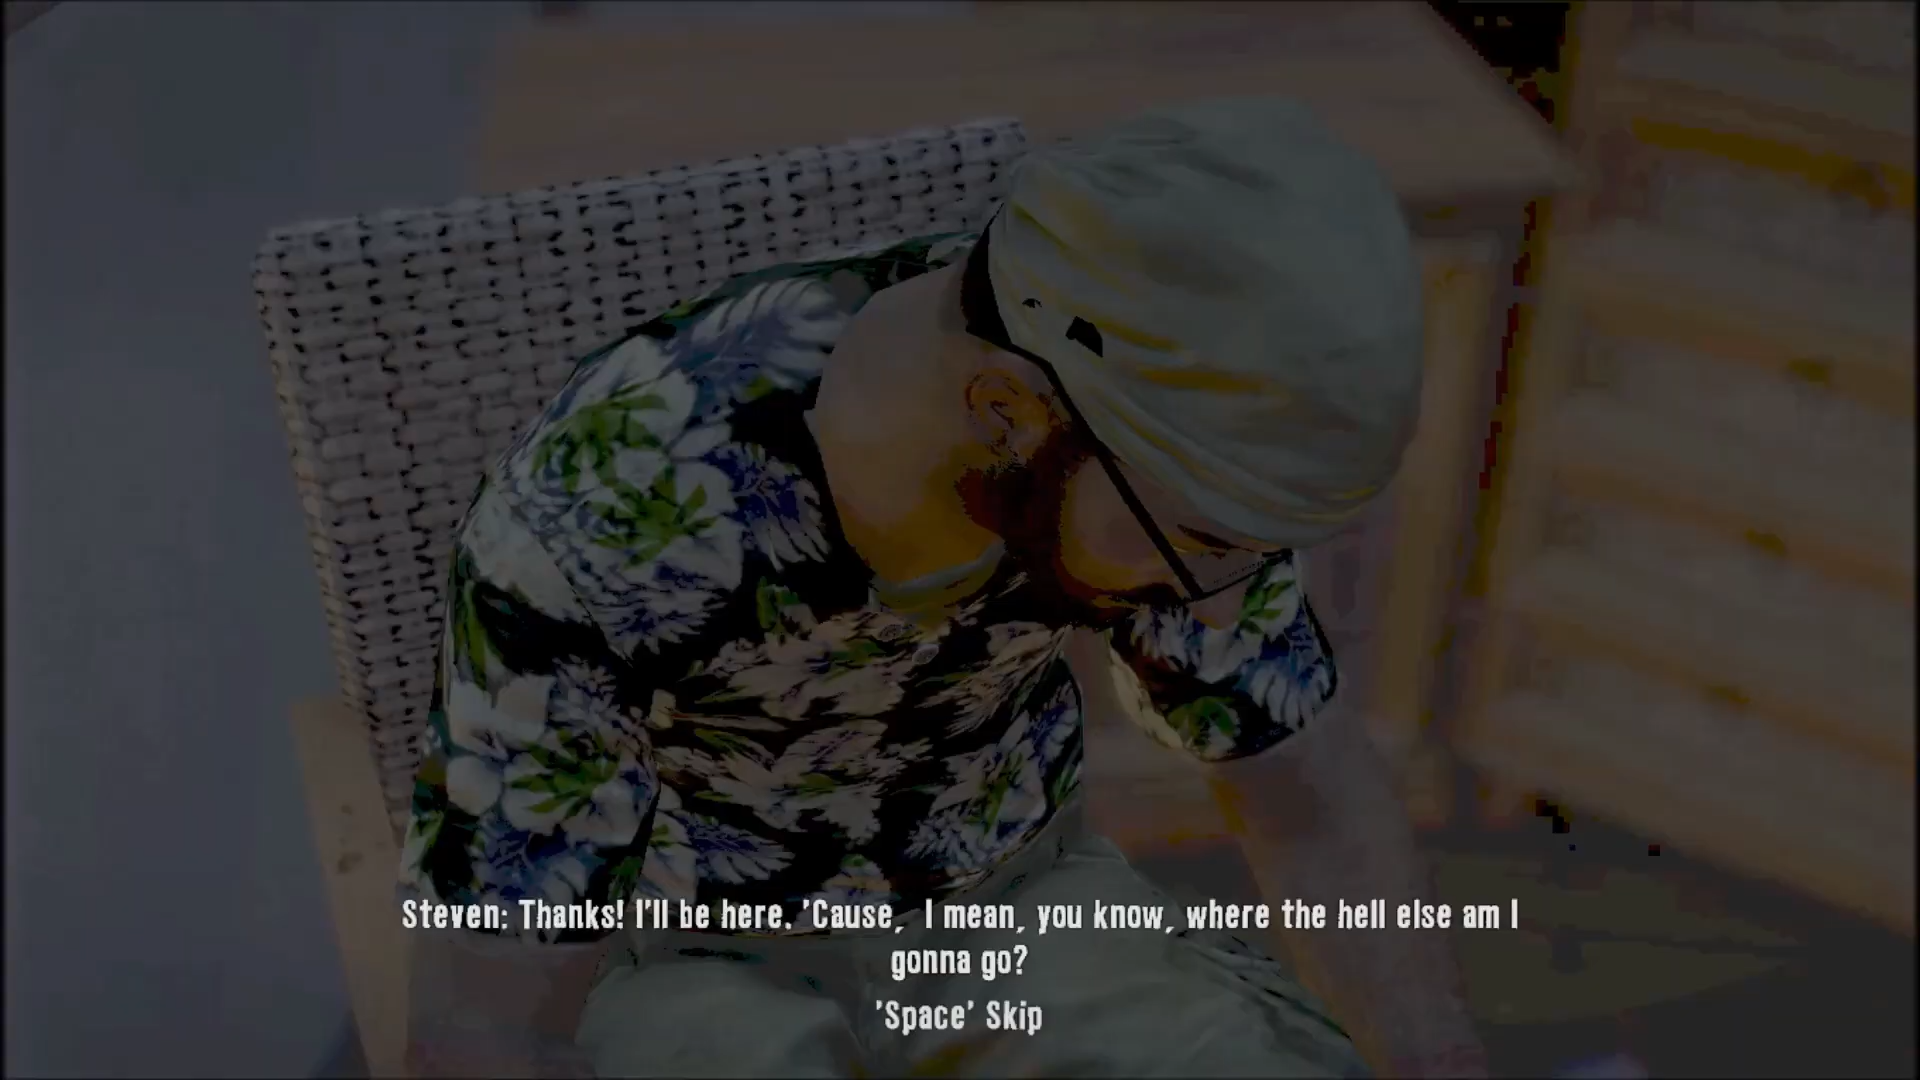 Steven: Thanks! I'll be here. 'Cause, I mean, you know, where the hell else am I
gonna go?
'Space' Skip